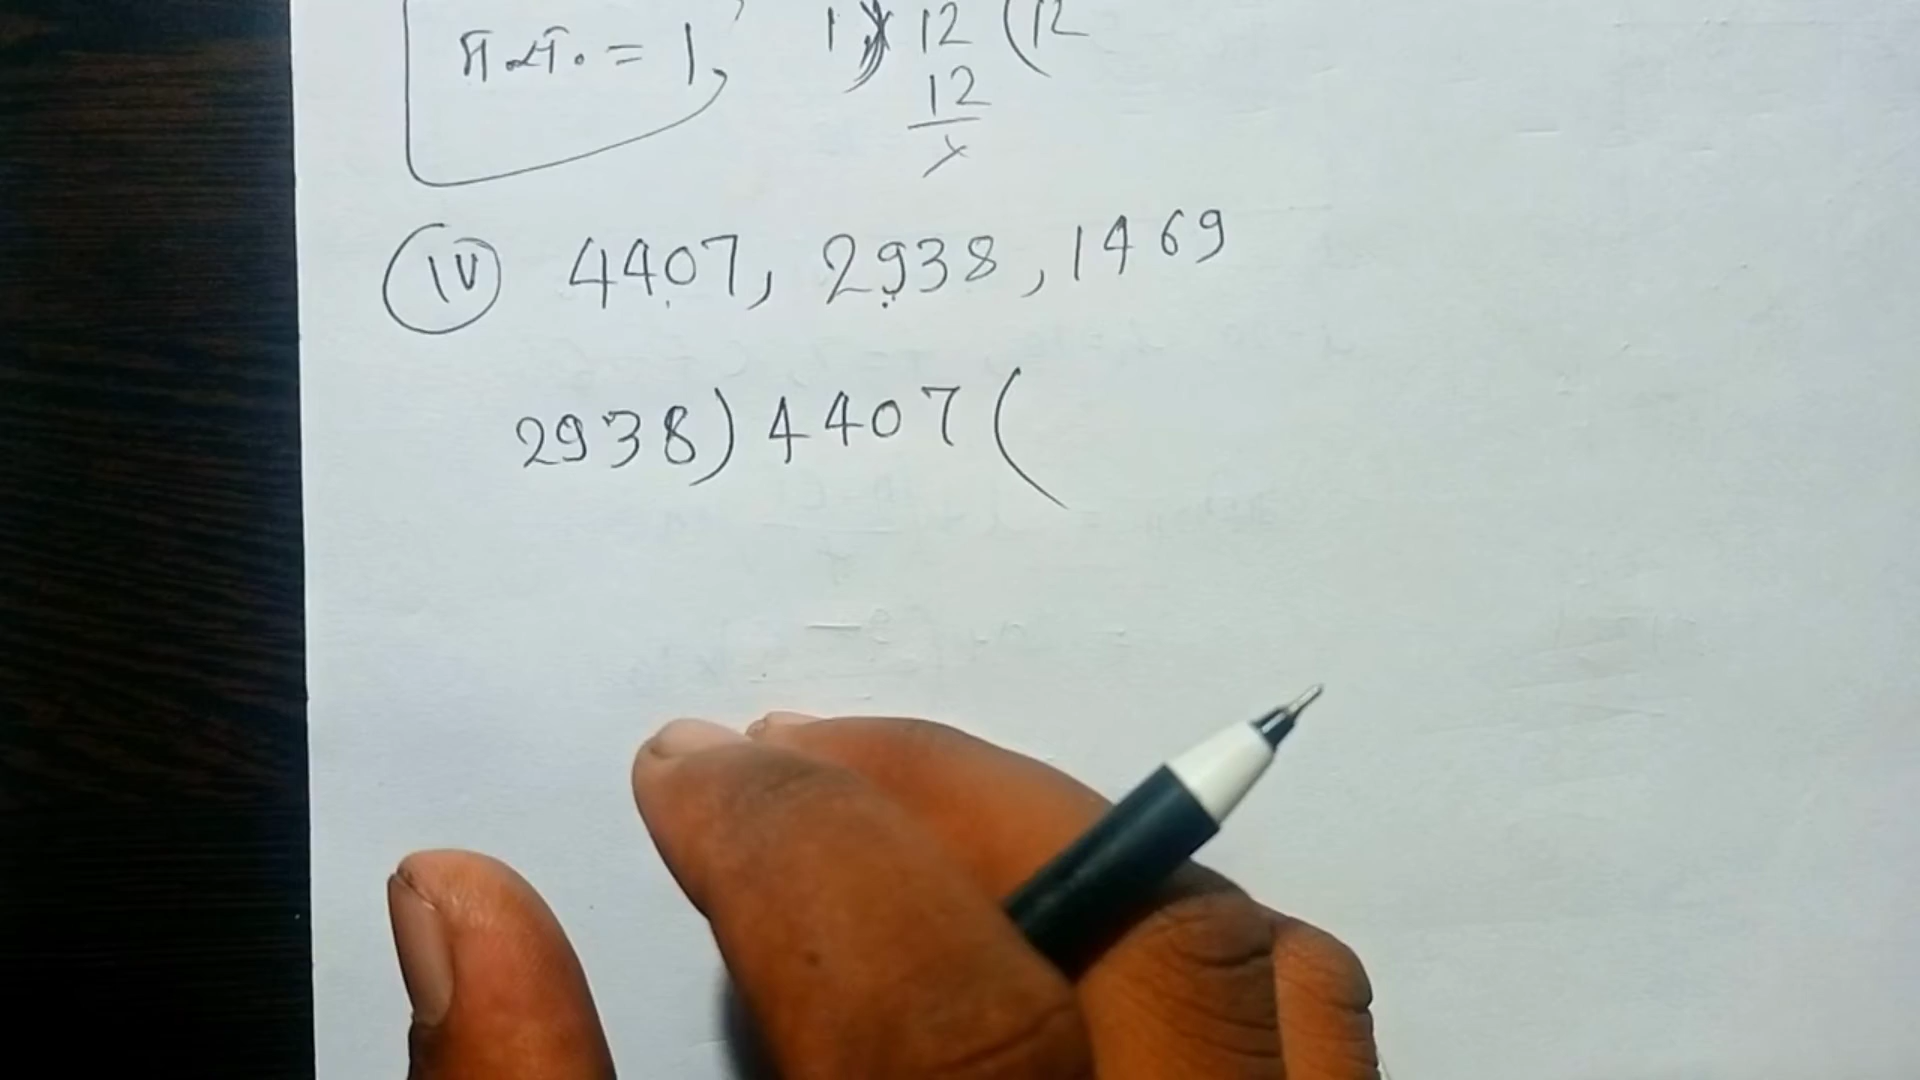 = 1,
1) 12 (12
12
x
(iv) 4407, 2938, 1469
2938) 4407 (